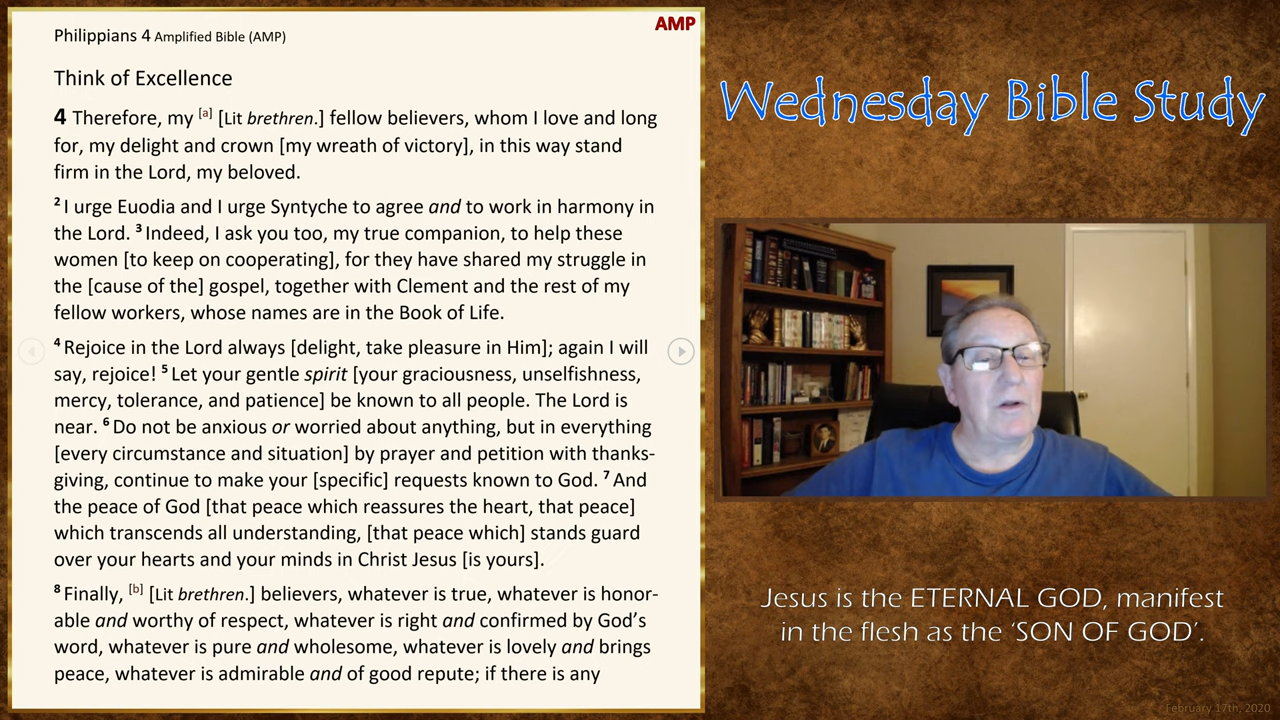 AMP
Philippians 4 Amplified Bible (AMP)
Think of Excellence
4 Therefore, my [a] [Lit brethren.] fellow believers, whom I love and long
for, my delight and crown [my wreath of victory], in this way stand
firm in the Lord, my beloved.
2 I urge Euodia and I urge Syntyche to agree and to work in harmony in
the Lord. 3 Indeed, I ask you too, my true companion, to help these
women [to keep on cooperating], for they have shared my struggle in
the [cause of the] gospel, together with Clement and the rest of my
fellow workers, whose names are in the Book of Life.
4 Rejoice in the Lord always [delight, take pleasure in Him]; again I will
say, rejoice! 5 Let your gentle spirit [your graciousness, unselfishness,
mercy, tolerance, and patience] be known to all people. The Lord is
near. 6 Do not be anxious or worried about anything, but in everything
[every circumstance and situation] by prayer and petition with thanks-
giving, continue to make your [specific] requests known to God. 7 And
the peace of God [that peace which reassures the heart, that peace]
which transcends all understanding, [that peace which] stands guard
over your hearts and your minds in Christ Jesus [is yours].
8 Finally, [b] [Lit brethren.] believers, whatever is true, whatever is honor-
able and worthy of respect, whatever is right and confirmed by God's
word, whatever is pure and wholesome, whatever is lovely and brings
peace, whatever is admirable and of good repute; if there is any
Wednesday Bible Study
Jesus is the ETERNAL GOD, manifest
in the flesh as the ‘SON OF GOD’.
February 17th, 2020